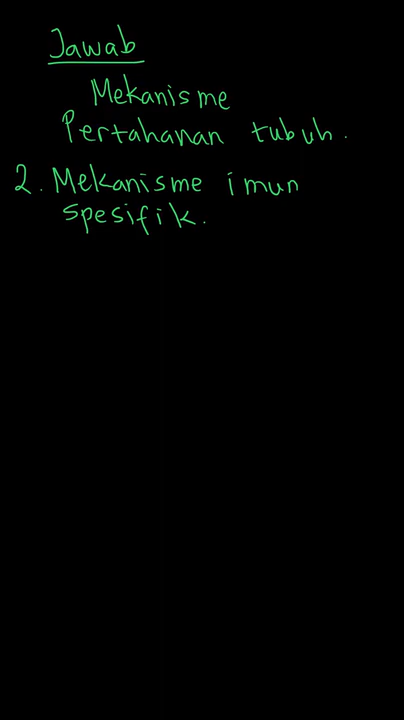 Jawab
Mekanisme
Pertahanan tubuh.
2. Mekanisme imun
spesifik.